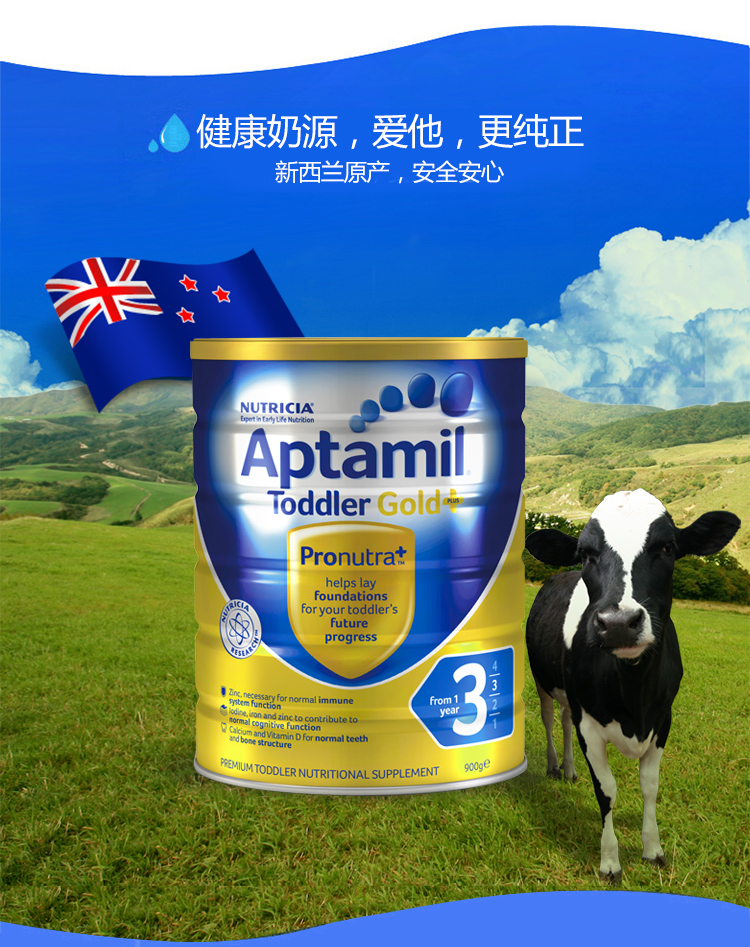 健康奶源，爱他，更纯正
新西兰原产，安全安心
NUTRICIA®
Expert in Early Life Nutrition
Aptamil®
Toddler Gold+ PLUS
Pronutra+™
helps lay
foundations
for your toddler's
future
progress
NUTRICIA
RESEARCH™
Zinc, necessary for normal immune
system function
Iodine, iron and zinc to contribute to
normal cognitive function
Calcium and Vitamin D for normal teeth
and bone structure
From 1
year
3
4
3
2
1
PREMIUM TODDLER NUTRITIONAL SUPPLEMENT
900g℮